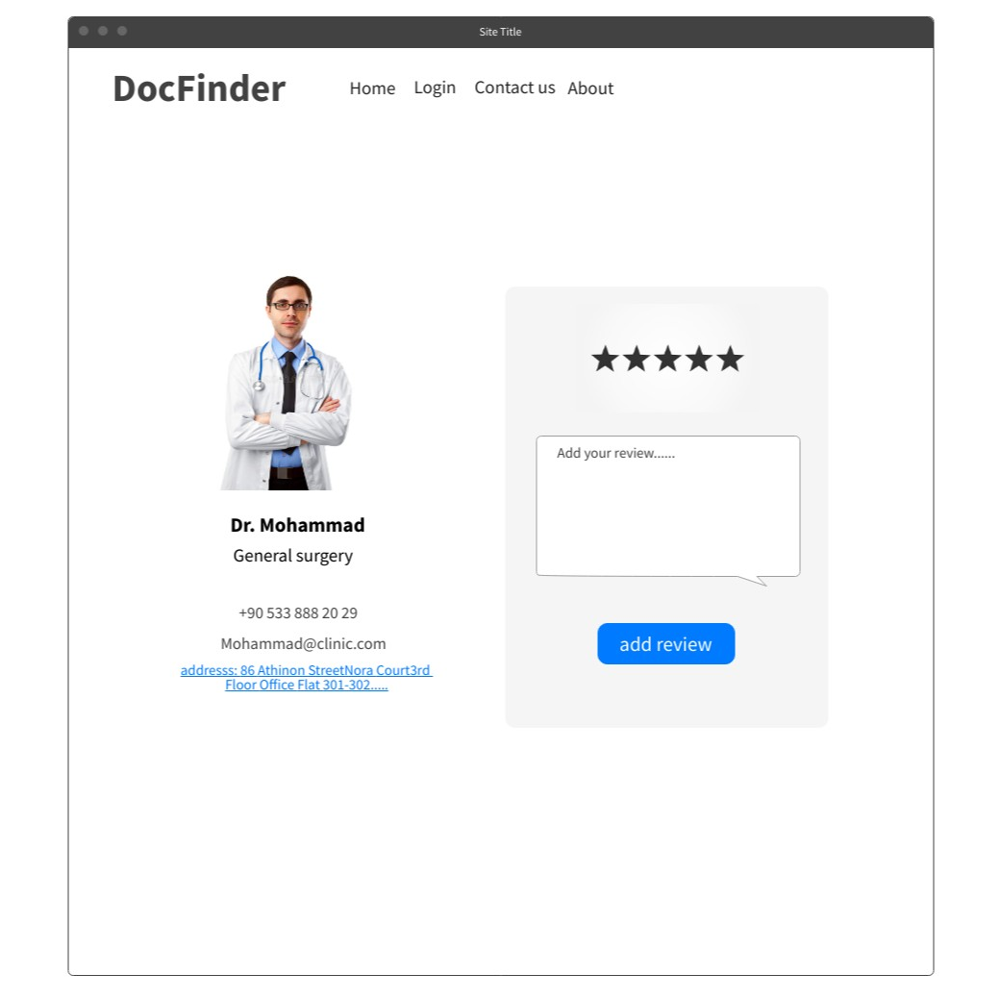 Site Title
DocFinder
Home Login Contact us About
Add your review......
Dr. Mohammad
General surgery
+90 533 888 20 29
Mohammad@clinic.com
add review
addresss: 86 Athinon StreetNora Court3rd
Floor Office Flat 301-302.....